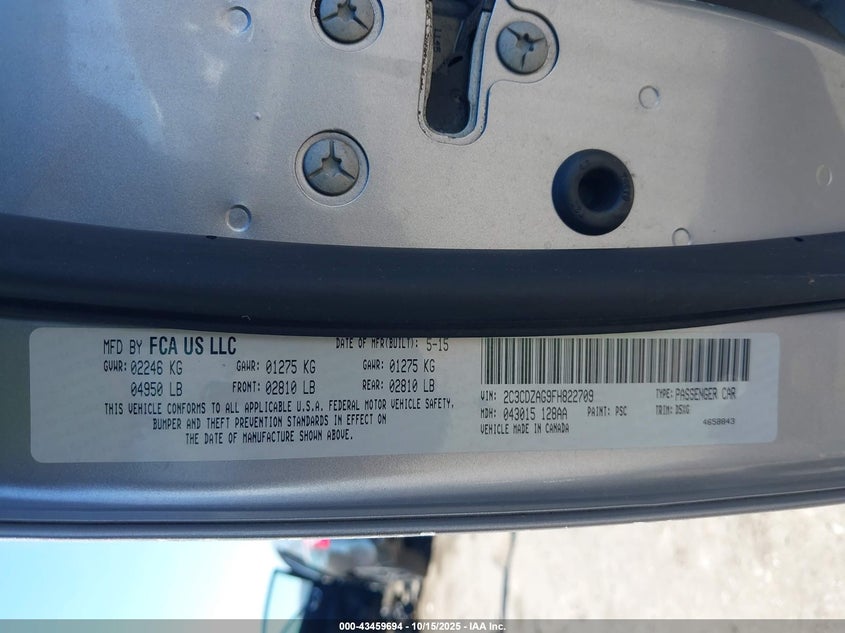 MFD BY FCA US LLC
DATE OF MFR(BUILT): 5-15
GVWR: 02246 KG GAWR: 01275 KG GAWR: 01275 KG
04950 LB FRONT: 02810 LB REAR: 02810 LB
THIS VEHICLE CONFORMS TO ALL APPLICABLE U.S.A. FEDERAL MOTOR VEHICLE SAFETY,
BUMPER AND THEFT PREVENTION STANDARDS IN EFFECT ON
THE DATE OF MANUFACTURE SHOWN ABOVE.
VIN: 2C3CDZAG9FH822709 TYPE: PASSENGER CAR
MDH: 043015 128AA PAINT: PSC TRIM: DSXG
VEHICLE MADE IN CANADA 4658843
000-43459694 - 10/15/2025 - IAA Inc.